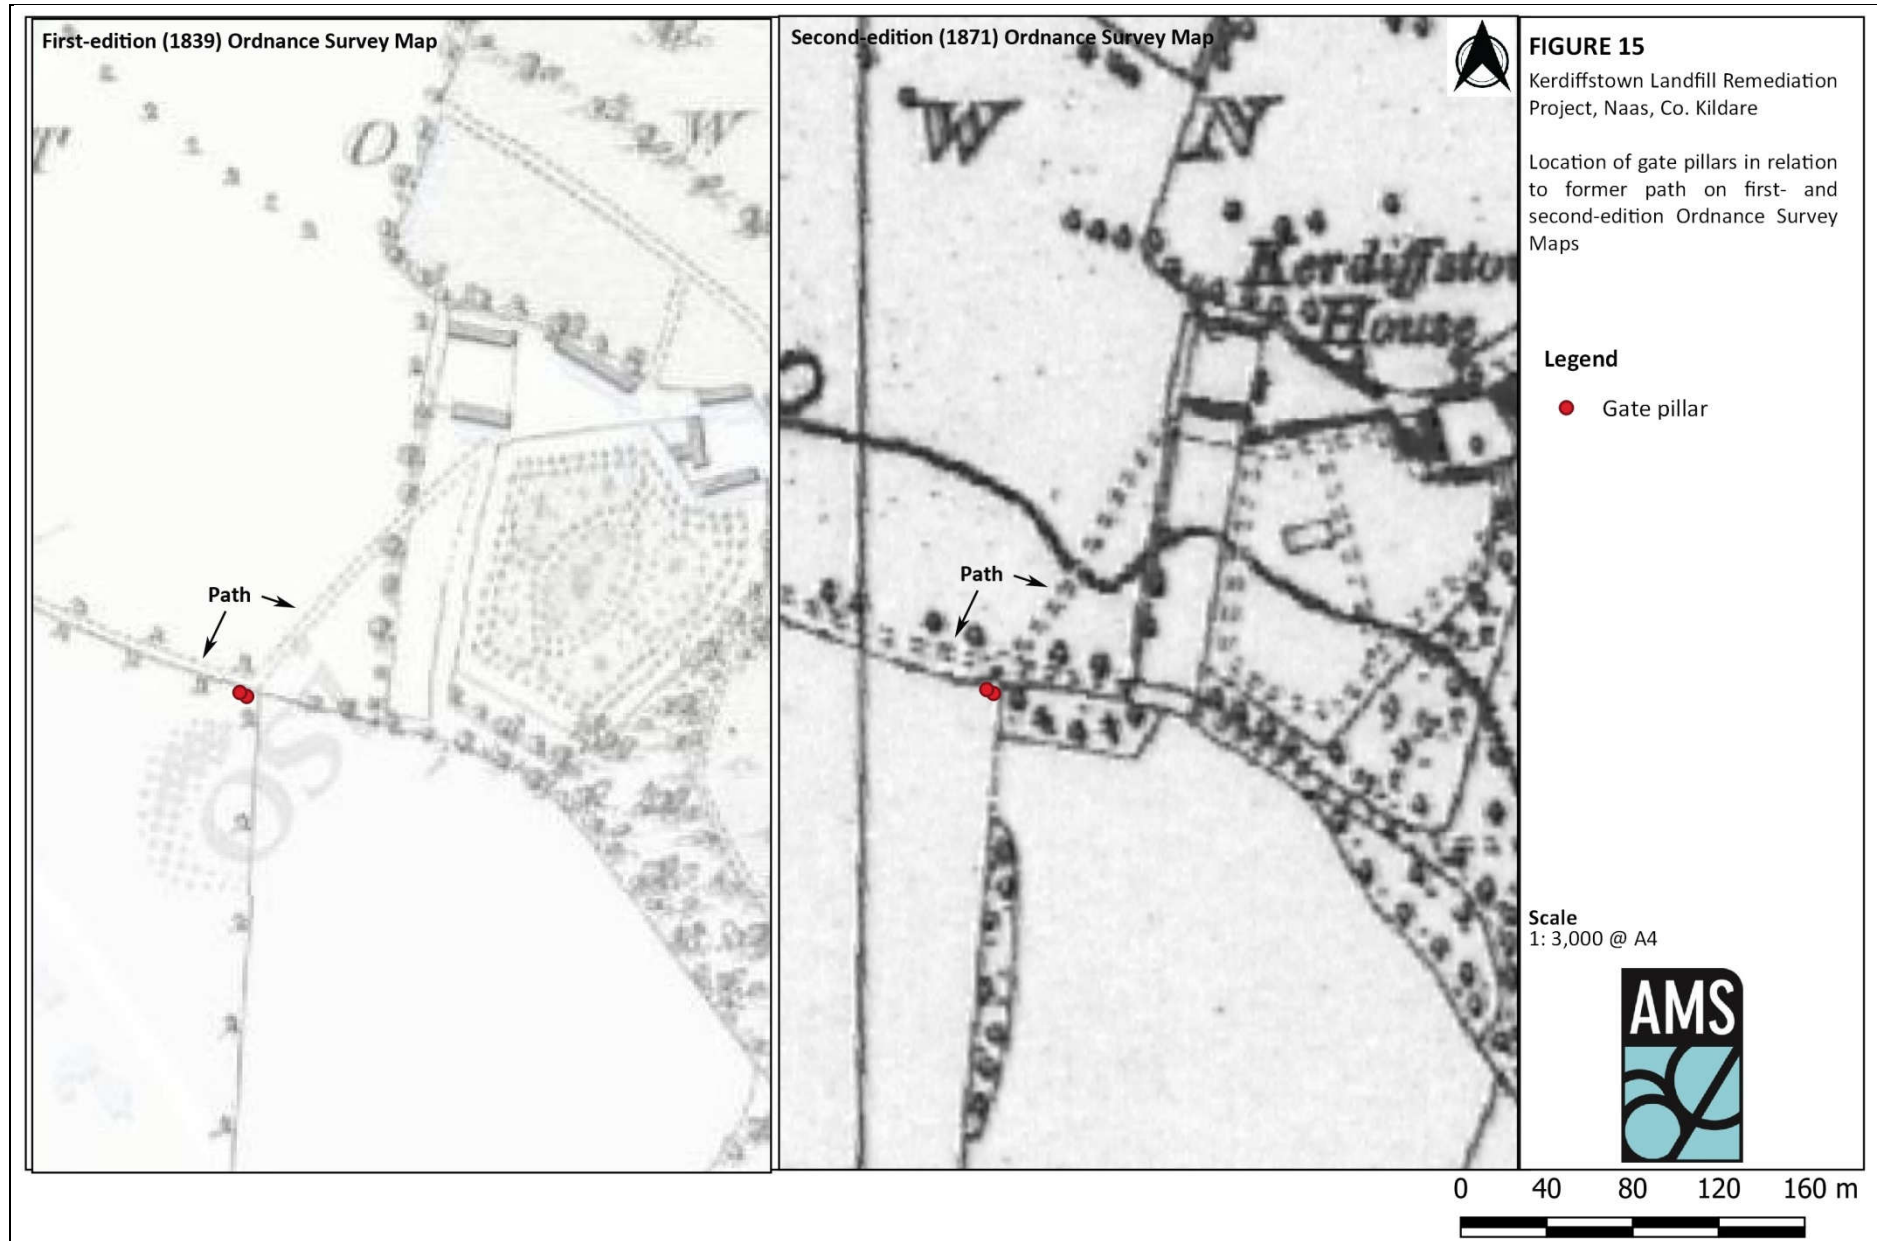 First-edition (1839) Ordnance Survey Map
T O W
Path
OSi
Second-edition (1871) Ordnance Survey Map
W N
O
Kerdiffstow
House
Path
FIGURE 15
Kerdiffstown Landfill Remediation
Project, Naas, Co. Kildare
Location of gate pillars in relation
to former path on first- and
second-edition Ordnance Survey
Maps
Legend
Gate pillar
Scale
1: 3,000 @ A4
AMS
0 40 80 120 160 m